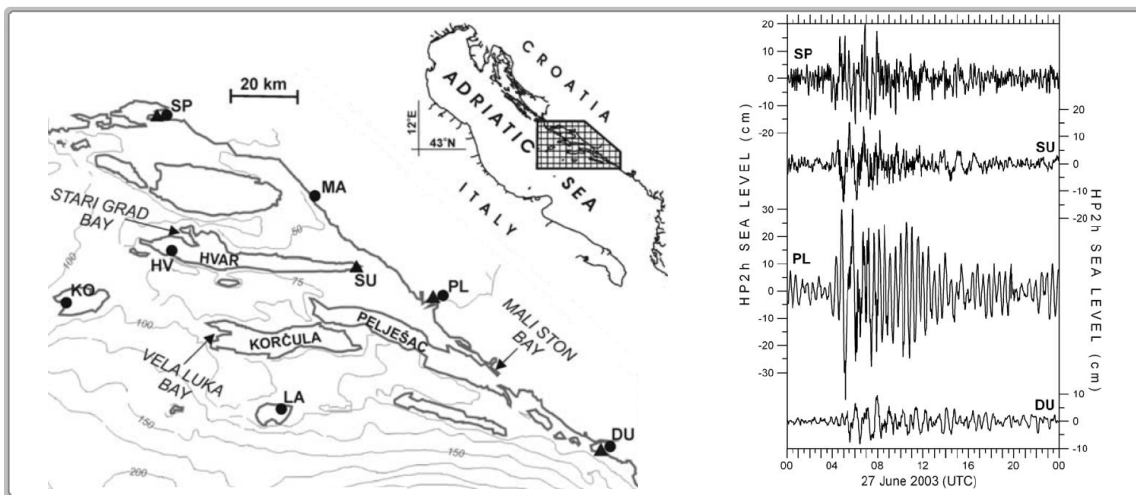 20 km
SP
MA
STARI GRAD
BAY
HV
HVAR
SU
KO
PL
MALI STON
BAY
PELJEŠAC
KORČULA
VELA LUKA
BAY
LA
DU
50
100
75
100
100
150
150
200
CROATIA
ADRIATIC
SEA
ITALY
12°E
43°N
20
SP
10
0
-10
-20
20
10
SU
0
-10
-20
30
PL
20
10
0
-10
-20
-30
10
DU
0
-10
HP2h SEA LEVEL (cm)
HP2h SEA LEVEL (cm)
00 04 08 12 16 20 00
27 June 2003 (UTC)